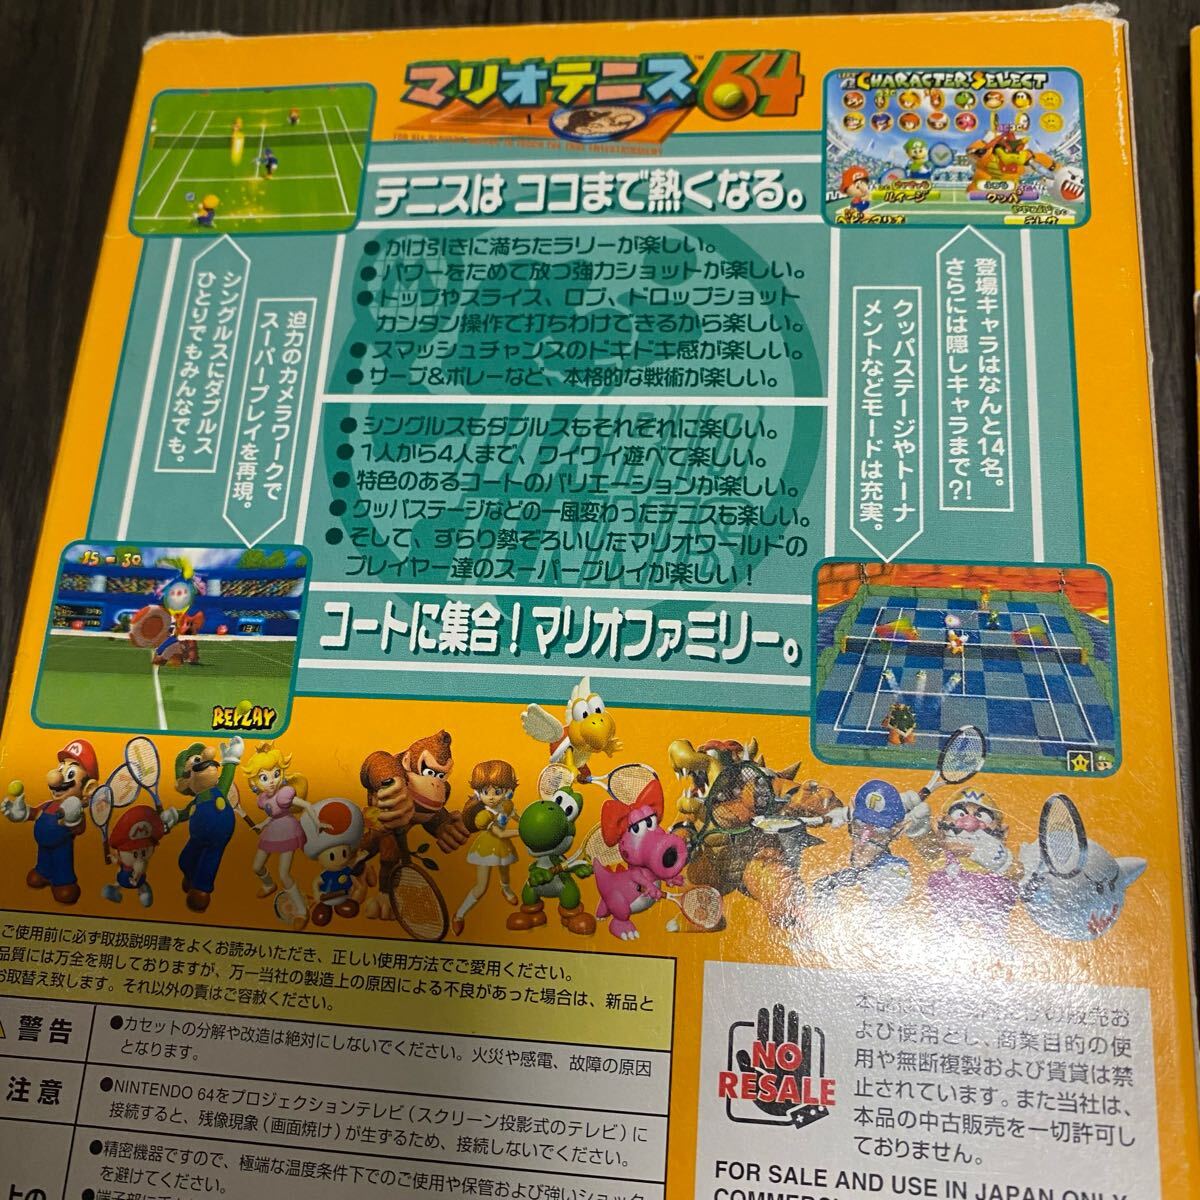 マリオテニス64
FOR ALL PLAYERS
CHARACTER SELECT
ルイージ
クッパ
テレサ
テニスは ココまで熱くなる。
●かけ引きに満ちたラリーが楽しい。
●パワーをためて放つ強力ショットが楽しい。
●トップやスライス、ロブ、ドロップショット
カンタン操作で打ちわけできるから楽しい。
●スマッシュチャンスのドキドキ感が楽しい。
●サーブ&ボレーなど、本格的な戦術が楽しい。
●シングルスもダブルスもそれぞれに楽しい。
●1人から4人まで、ワイワイ遊べて楽しい。
●特色のあるコートのバリエーションが楽しい。
●クッパステージなどの一風変わったテニスも楽しい。
●そして、ずらり勢ぞろいしたマリオワールドの
プレイヤー達のスーパープレイが楽しい！
コートに集合！マリオファミリー。
シングルスにダブルス
ひとりでもみんなでも。
迫力のカメラワークで
スーパープレイを再現。
登場キャラはなんと14名。
さらには隠しキャラまで?!
クッパステージやトーナ
メントなどモードは充実。
15-30
REPLAY
ご使用前に必ず取扱説明書をよくお読みいただき、正しい使用方法でご愛用ください。
品質には万全を期しておりますが、万一当社の製造上の原因による不良があった場合は、新品と
お取替え致します。それ以外の責はご容赦ください。
警告
●カセットの分解や改造は絶対にしないでください。火災や感電、故障の原因
となります。
注意
●NINTENDO 64をプロジェクションテレビ(スクリーン投影式のテレビ)に
接続すると、残像現象(画面焼け)が生ずるため、接続しないでください。
上の
●精密機器ですので、極端な温度条件下でのご使用や保管および強いショック
を避けてください。
NO
RESALE
よび使用とし、商業目的の使
用や無断複製および賃貸は禁
止されています。また当社は、
本品の中古販売を一切許可し
ておりません。
FOR SALE AND USE IN JAPAN ONLY